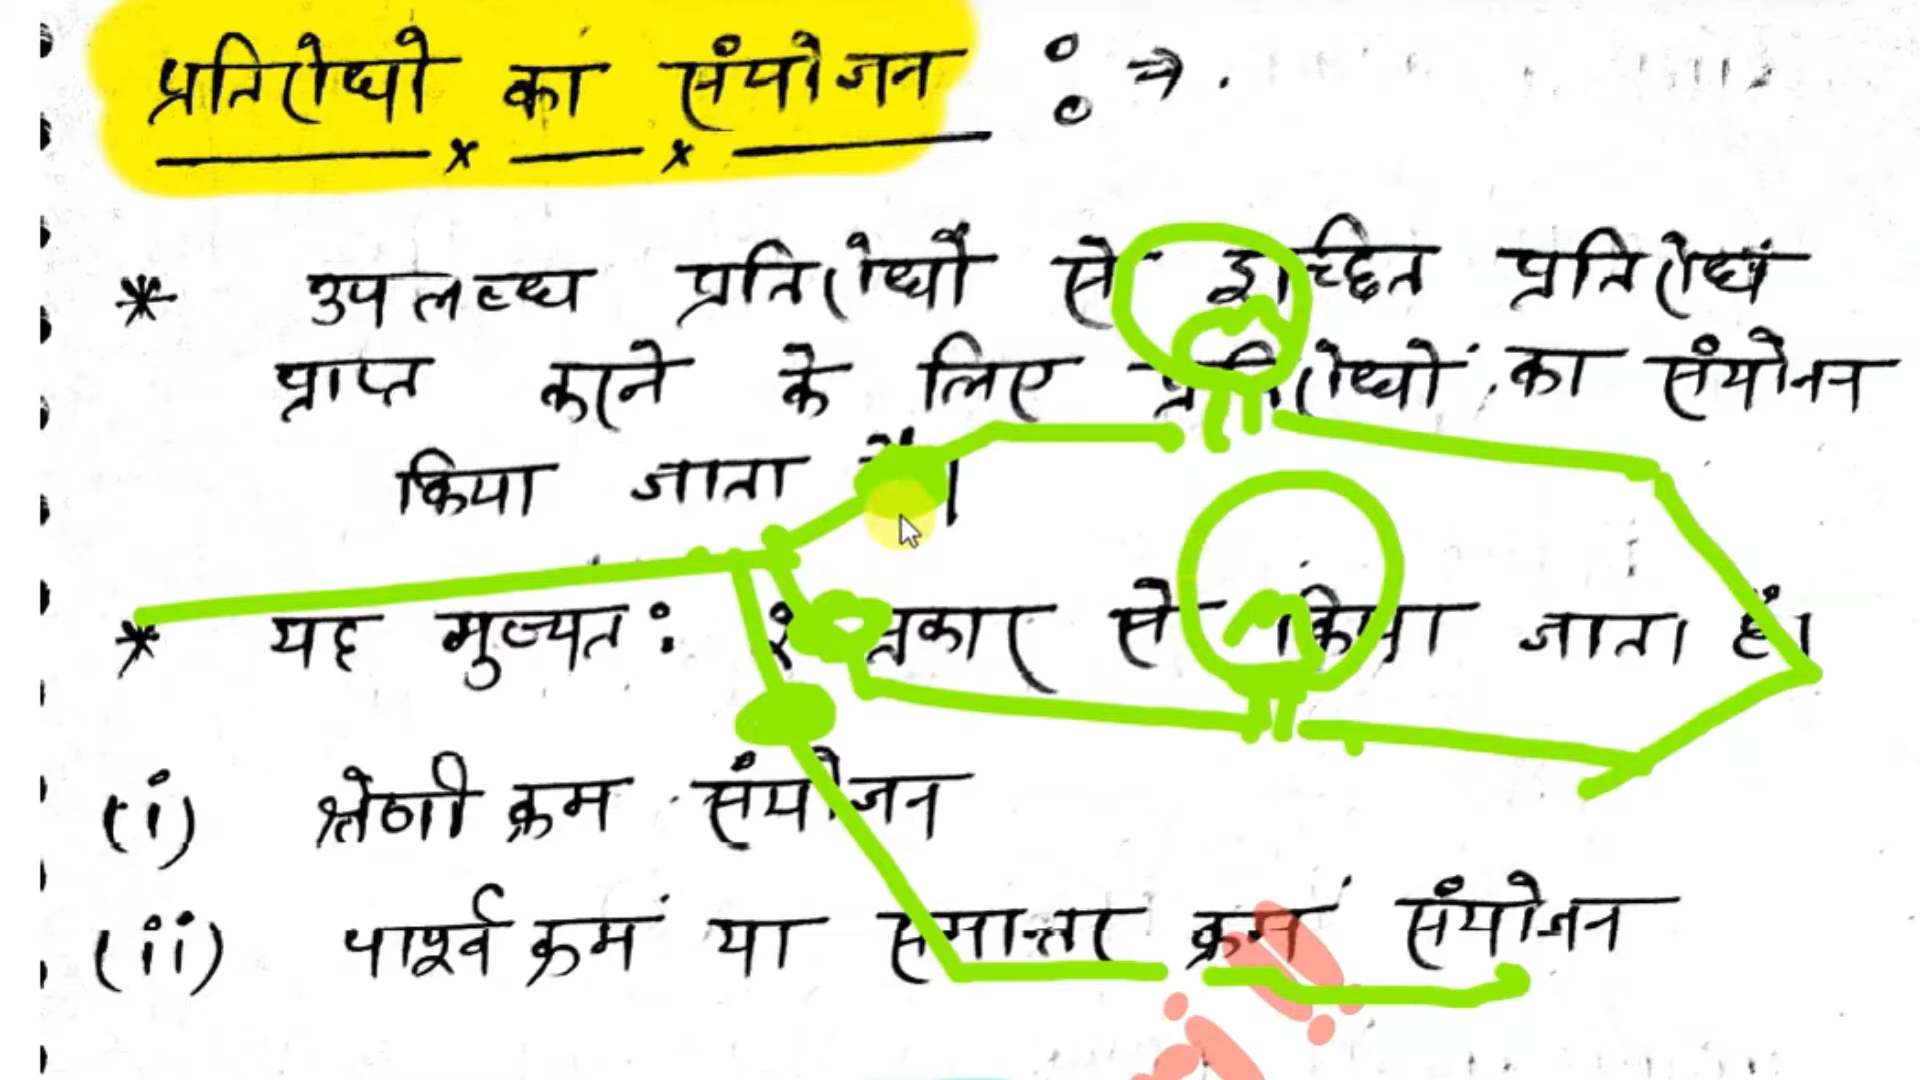 प्रतिरोधो का संयोजन : →
* उपलब्ध प्रतिरोधों से इच्छित प्रतिरोध
प्राप्त करने के लिए प्रतिरोधों का संयोजन
किया जाता है।
* यह मुख्यत: २ प्रकार से किया जाता है।
(i) श्रेणी क्रम संयोजन
(ii) पार्श्व क्रम या समान्तर क्रम संयोजन